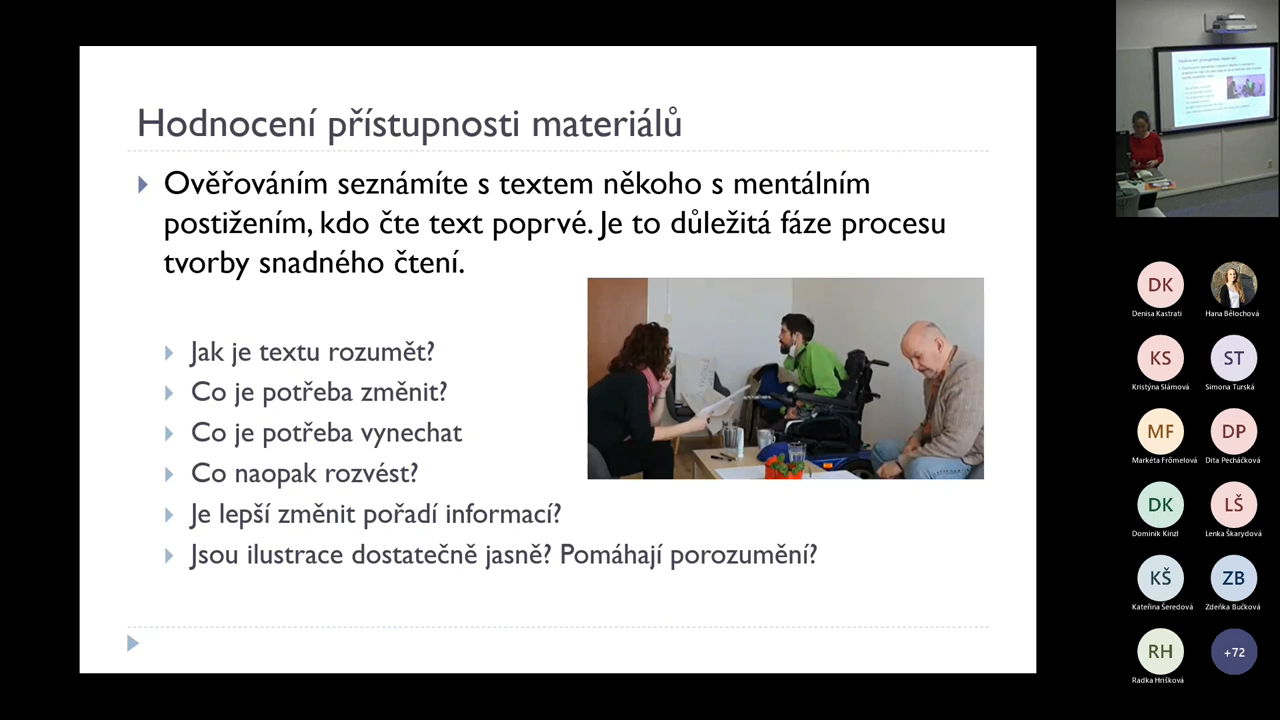 Hodnocení přístupnosti materiálů
Ověřováním seznámíte s textem někoho s mentálním
postižením, kdo čte text poprvé. Je to důležitá fáze procesu
tvorby snadného čtení.
Jak je textu rozumět?
Co je potřeba změnit?
Co je potřeba vynechat
Co naopak rozvést?
Je lepší změnit pořadí informací?
Jsou ilustrace dostatečně jasně? Pomáhají porozumění?
DK
Denisa Kastrati
Hana Bělochová
KS
Kristýna Slámová
ST
Simona Turská
MF
Markéta Frömelová
DP
Dita Pecháčková
DK
Dominik Kinzl
LŠ
Lenka Škarydová
KŠ
Kateřina Šeredová
ZB
Zdeňka Bučková
RH
Radka Hrišková
+72